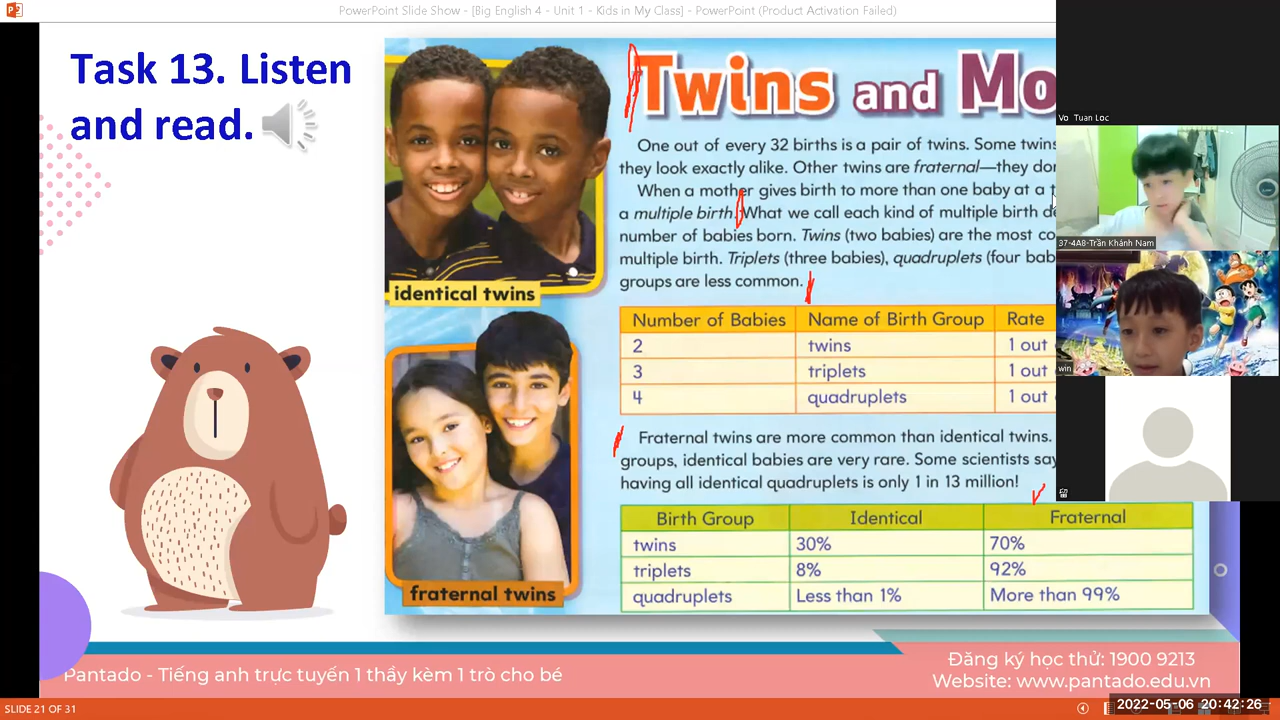 PowerPoint Slide Show - [Big English 4 - Unit 1 - Kids in My Class] - PowerPoint (Product Activation Failed)
Task 13. Listen
and read.
Twins and Mo
One out of every 32 births is a pair of twins. Some twins
they look exactly alike. Other twins are fraternal—they don
When a mother gives birth to more than one baby at a
a multiple birth. What we call each kind of multiple birth de
number of babies born. Twins (two babies) are the most co
multiple birth. Triplets (three babies), quadruplets (four bab
groups are less common.
identical twins
Number of Babies Name of Birth Group Rate
2 twins 1 out
3 triplets 1 out
4 quadruplets 1 out
Fraternal twins are more common than identical twins.
groups, identical babies are very rare. Some scientists say
having all identical quadruplets is only 1 in 13 million!
Birth Group Identical Fraternal
twins 30% 70%
triplets 8% 92%
quadruplets Less than 1% More than 99%
fraternal twins
Vo Tuan Loc
37-4A8-Trần Khánh Nam
win
Pantado - Tiếng anh trực tuyến 1 thầy kèm 1 trò cho bé
Đăng ký học thử: 1900 9213
Website: www.pantado.edu.vn
SLIDE 21 OF 31
2022-05-06 20:42:26